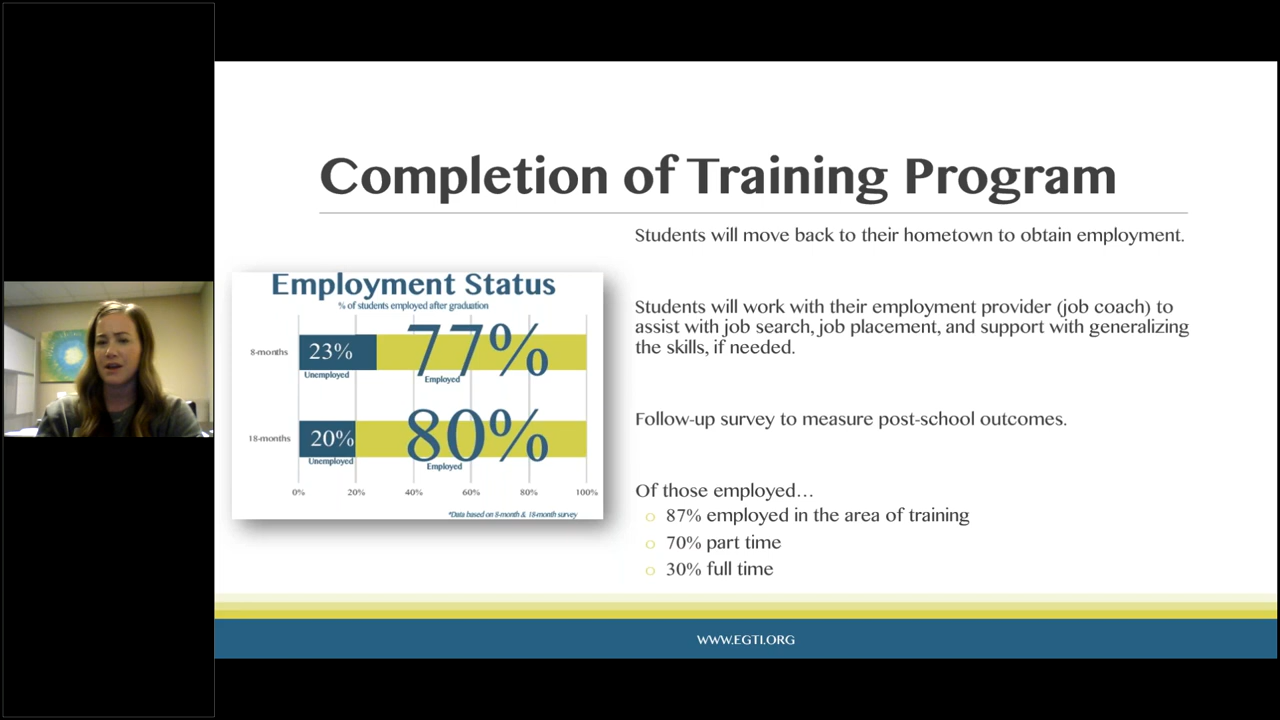 Completion of Training Program
Students will move back to their hometown to obtain employment.
Employment Status
% of students employed after graduation
8-months
23%
77%
Unemployed
Employed
18-months
20%
80%
Unemployed
Employed
0%
20%
40%
60%
80%
100%
*Data based on 8-month & 18-month survey
Students will work with their employment provider (job coach) to
assist with job search, job placement, and support with generalizing
the skills, if needed.
Follow-up survey to measure post-school outcomes.
Of those employed…
o 87% employed in the area of training
o 70% part time
o 30% full time
WWW.EGTI.ORG